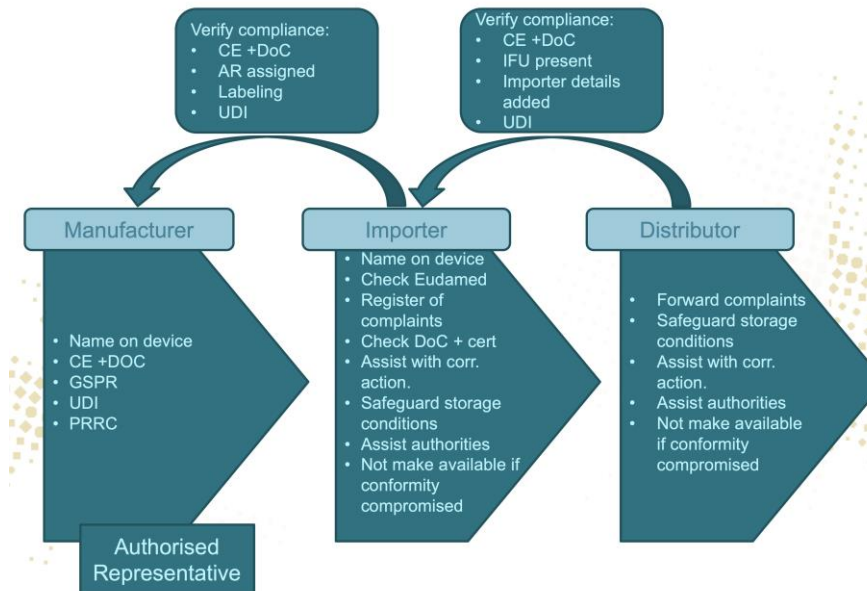 Verify compliance:
• CE +DoC
• AR assigned
• Labeling
• UDI
Verify compliance:
• CE +DoC
• IFU present
• Importer details
added
• UDI
Manufacturer
Importer
Distributor
• Name on device
• CE +DOC
• GSPR
• UDI
• PRRC
Authorised
Representative
• Name on device
• Check Eudamed
• Register of
complaints
• Check DoC + cert
• Assist with corr.
action.
• Safeguard storage
conditions
• Assist authorities
• Not make available if
conformity
compromised
• Forward complaints
• Safeguard storage
conditions
• Assist with corr.
action.
• Assist authorities
• Not make available
if conformity
compromised